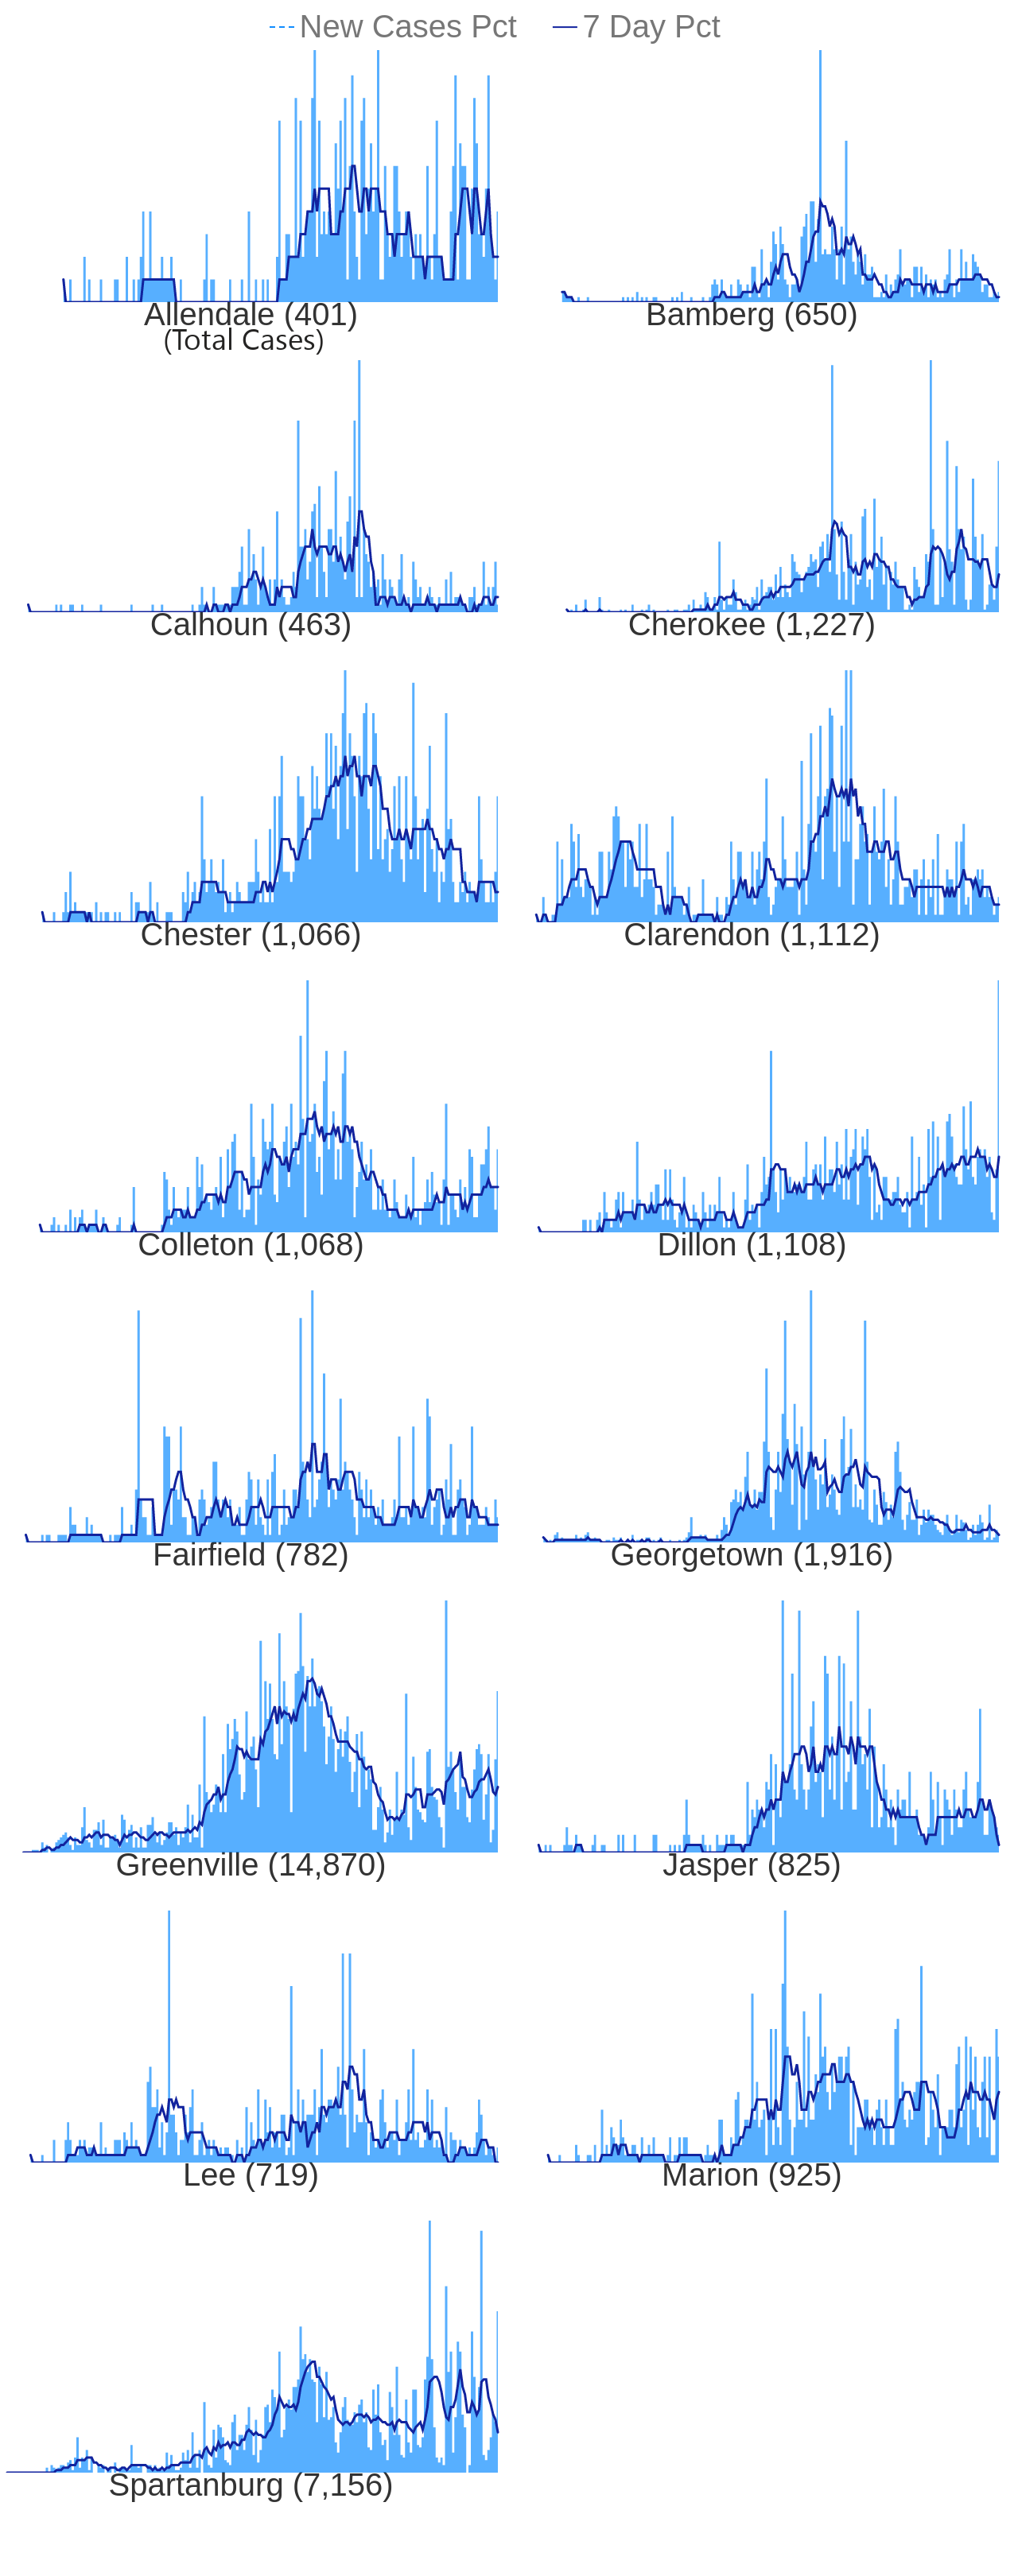 New Cases Pct 7 Day Pct
Allendale (401) Bamberg (650)
(Total Cases)
Calhoun (463) Cherokee (1,227)
Chester (1,066) Clarendon (1,112)
Colleton (1,068) Dillon (1,108)
Fairfield (782) Georgetown (1,916)
Greenville (14,870) Jasper (825)
Lee (719) Marion (925)
Spartanburg (7,156)